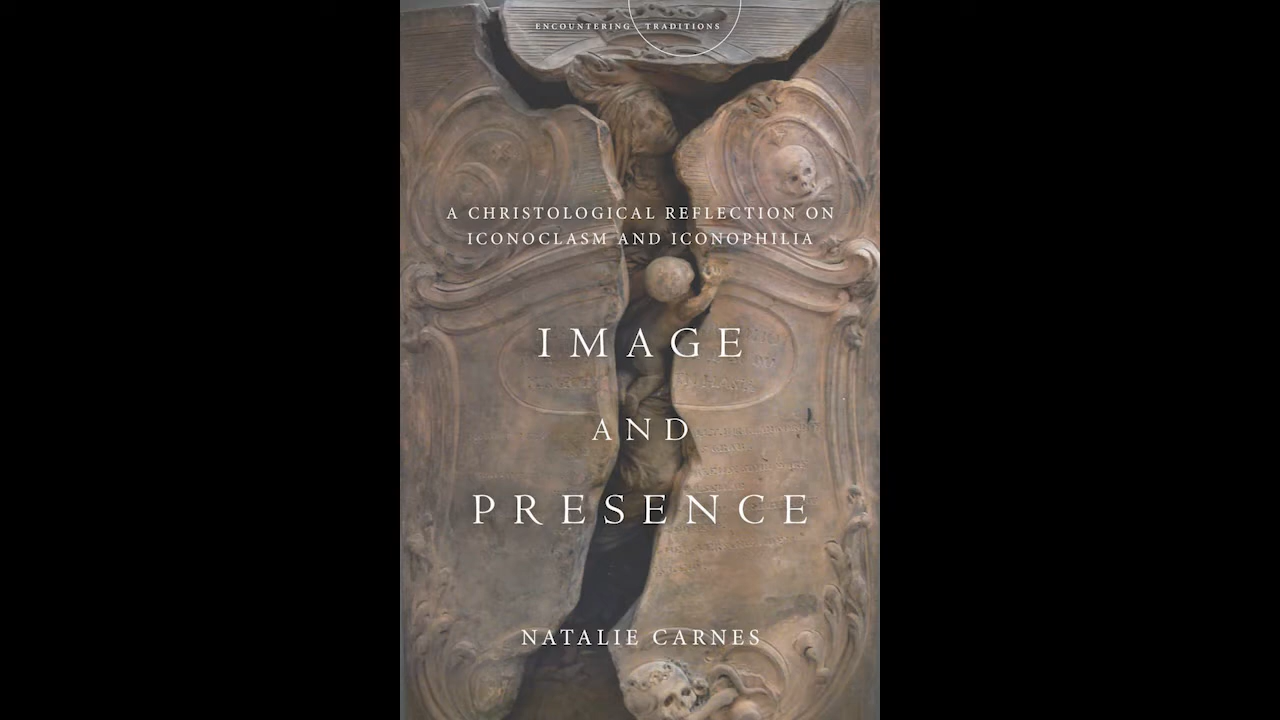 ENCOUNTERING TRADITIONS
A CHRISTOLOGICAL REFLECTION ON
ICONOCLASM AND ICONOPHILIA
IMAGE
AND
PRESENCE
NATALIE CARNES